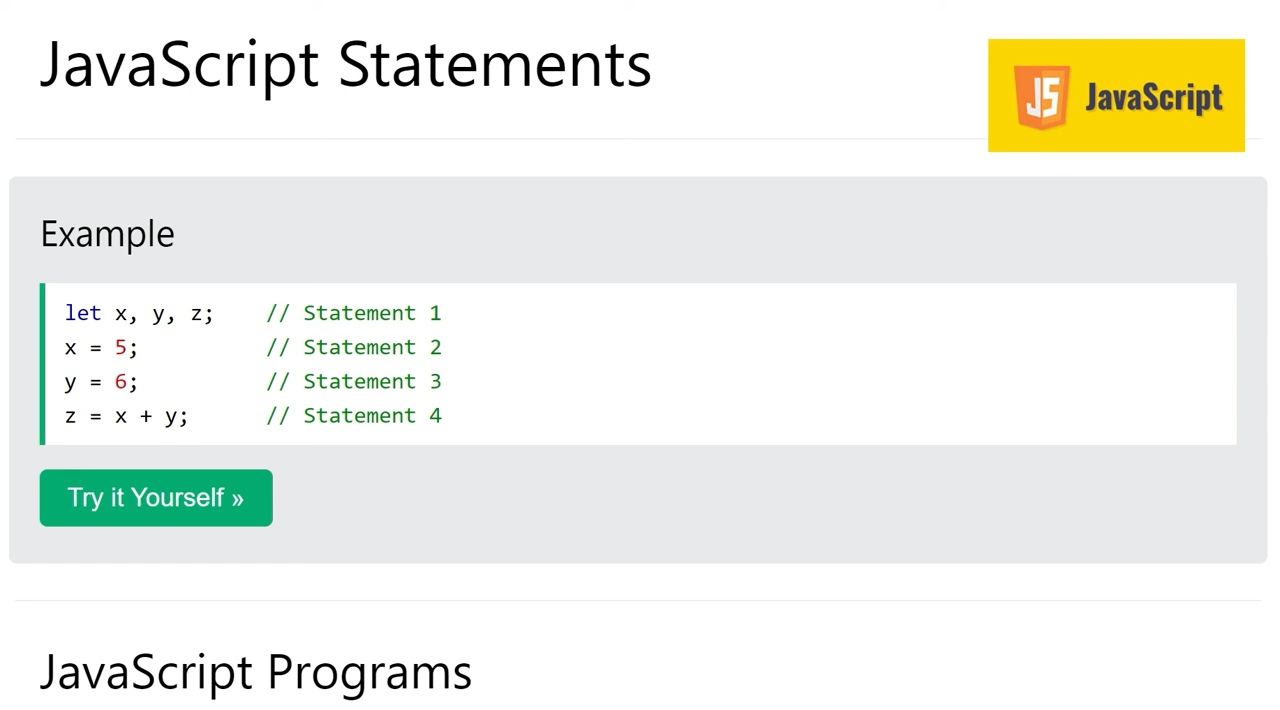 JavaScript Statements
JS JavaScript
Example
let x, y, z;    // Statement 1
x = 5;          // Statement 2
y = 6;          // Statement 3
z = x + y;      // Statement 4
Try it Yourself »
JavaScript Programs